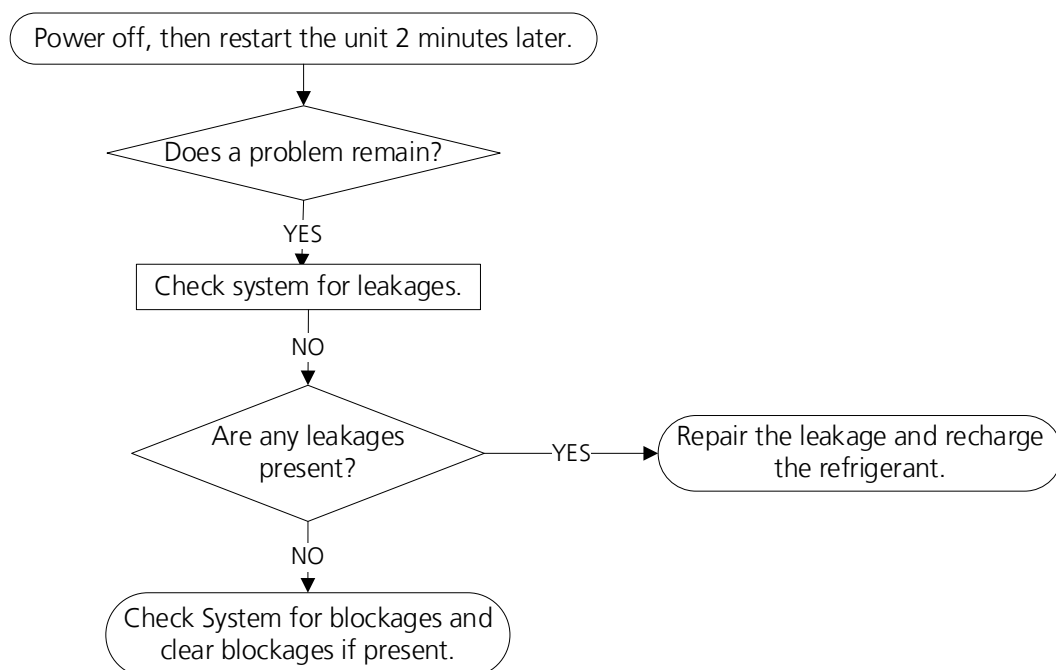 Power off, then restart the unit 2 minutes later.
Does a problem remain?
YES
Check system for leakages.
NO
Are any leakages
present?
YES
Repair the leakage and recharge
the refrigerant.
NO
Check System for blockages and
clear blockages if present.